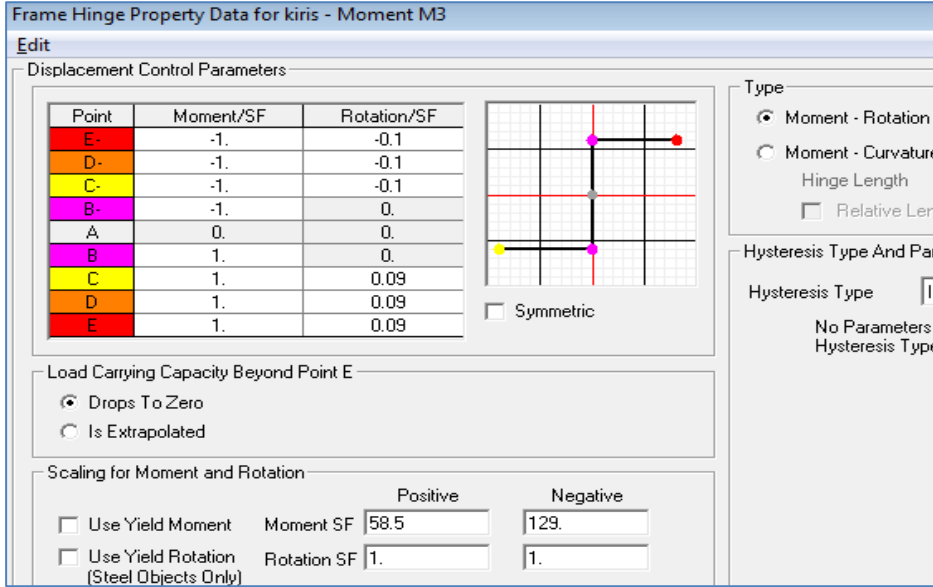 Frame Hinge Property Data for kiris - Moment M3
Edit
Displacement Control Parameters
Point Moment/SF Rotation/SF
E- -1. -0.1
D- -1. -0.1
C- -1. -0.1
B- -1. 0.
A 0. 0.
B 1. 0.
C 1. 0.09
D 1. 0.09
E 1. 0.09
Symmetric
Type
Moment - Rotation
Moment - Curvature
Hinge Length
Relative Ler
Hysteresis Type And Par
Hysteresis Type I
No Parameters
Hysteresis Type
Load Carrying Capacity Beyond Point E
Drops To Zero
Is Extrapolated
Scaling for Moment and Rotation
Positive Negative
Use Yield Moment Moment SF 58.5 129.
Use Yield Rotation Rotation SF 1. 1.
(Steel Objects Only)